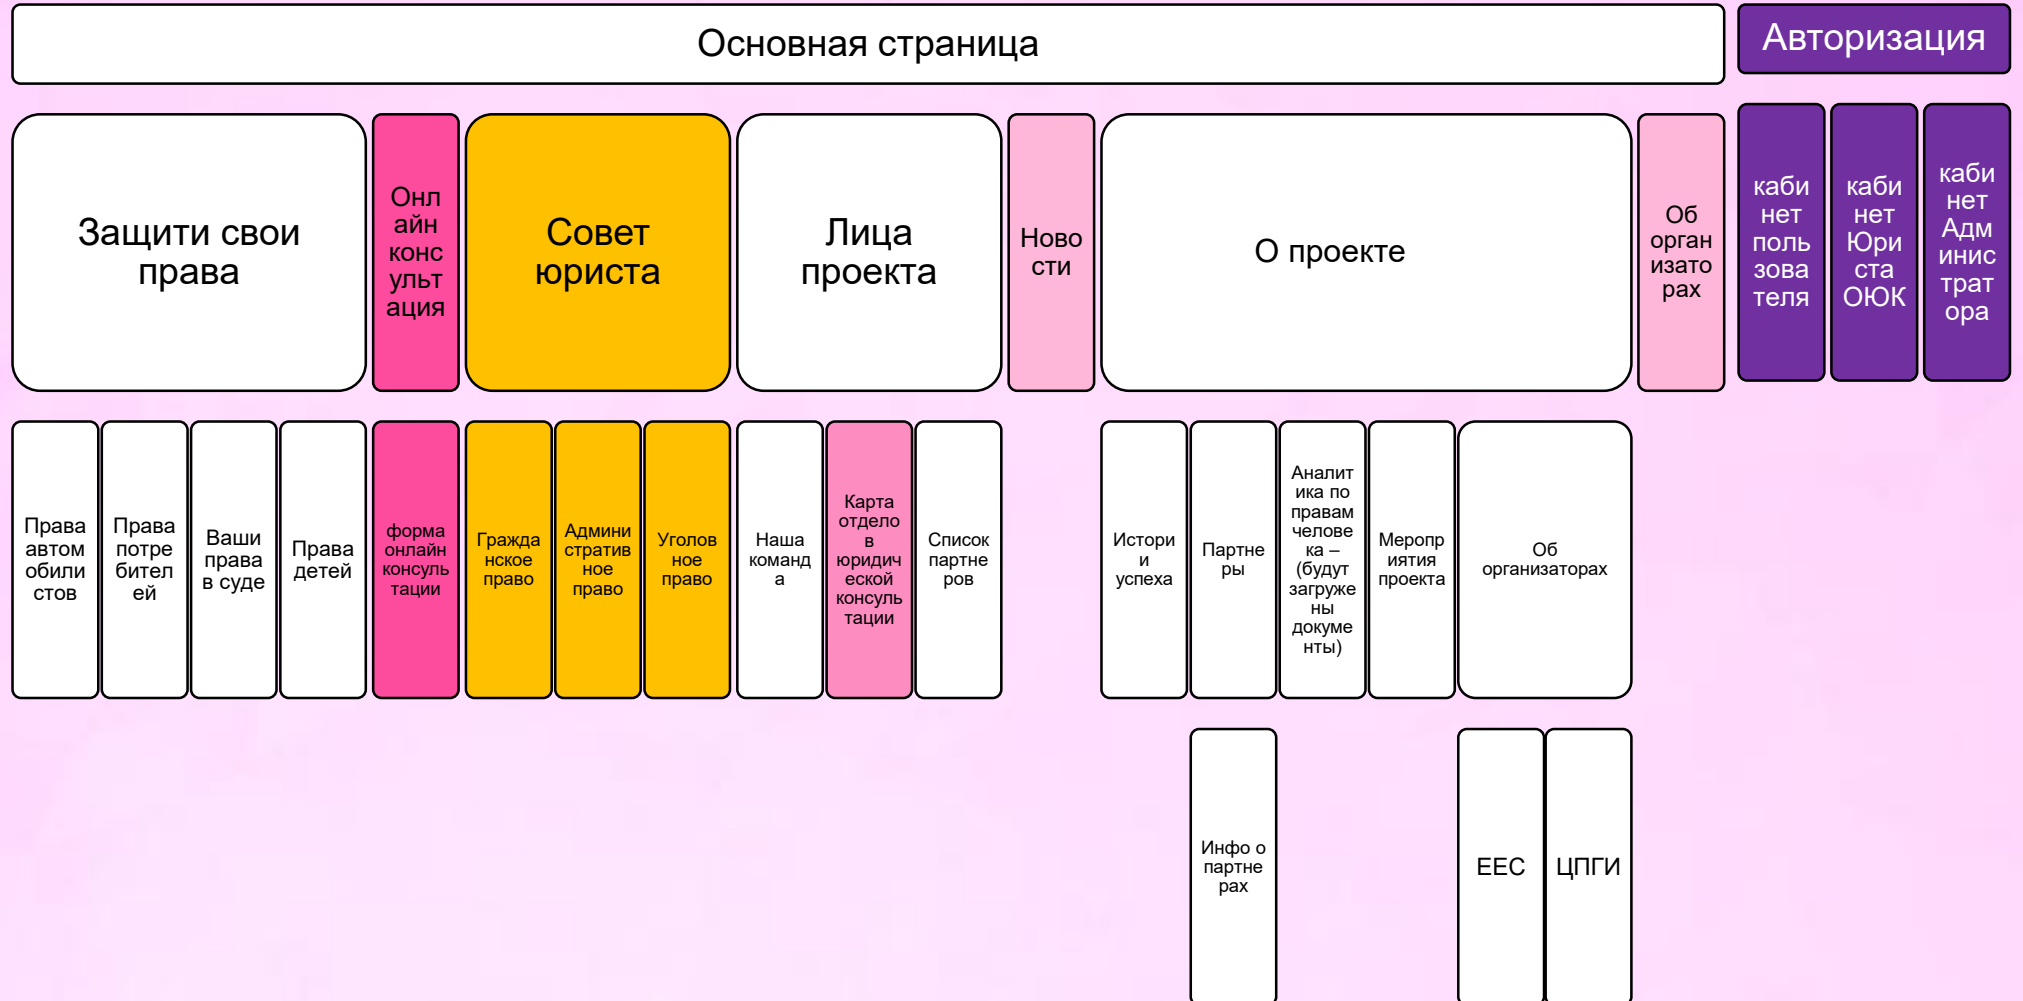 Основная страница
Авторизация
Защити свои
права
Онл
айн
конс
ульт
ация
Совет
юриста
Лица
проекта
Ново
сти
О проекте
Об
орган
изато
рах
каби
нет
поль
зова
теля
каби
нет
Юри
ста
ОЮК
каби
нет
Адм
инис
трат
ора
Права
автом
обили
стов
Права
потре
бител
ей
Ваши
права
в суде
Права
детей
форма
онлайн
консуль
тации
Гражда
нское
право
Админи
стратив
ное
право
Уголов
ное
право
Наша
команд
а
Карта
отдело
в
юридич
еской
консуль
тации
Список
партне
ров
Истори
и
успеха
Партне
ры
Аналит
ика по
правам
челове
ка –
(будут
загруже
ны
докуме
нты)
Меропр
иятия
проекта
Об
организаторах
Инфо о
партне
рах
ЕЕС
ЦПГИ